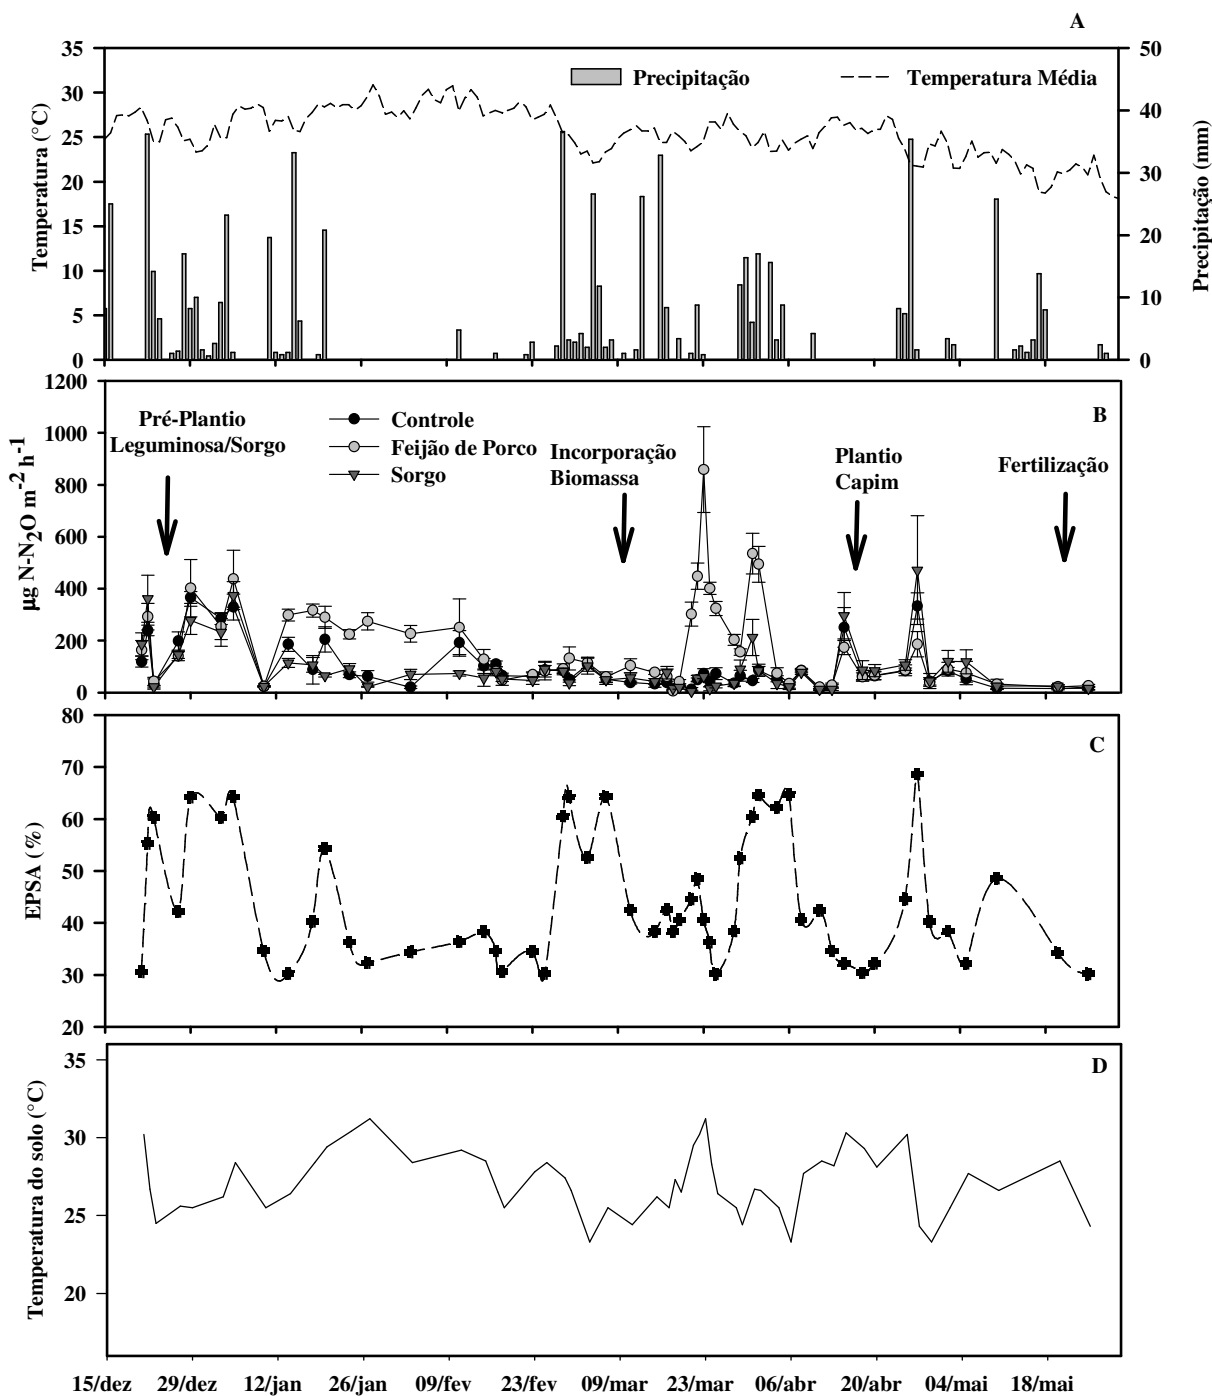 A
35
30
25
20
15
10
5
0
Temperatura (°C)
50
40
30
20
10
0
Precipitação (mm)
Precipitação
Temperatura Média
B
1200
1000
800
600
400
200
0
µg N-N₂O m⁻² h⁻¹
Pré-Plantio
Leguminosa/Sorgo
Controle
Feijão de Porco
Sorgo
Incorporação
Biomassa
Plantio
Capim
Fertilização
C
80
70
60
50
40
30
20
EPSA (%)
D
35
30
25
20
Temperatura do solo (°C)
15/dez 29/dez 12/jan 26/jan 09/fev 23/fev 09/mar 23/mar 06/abr 20/abr 04/mai 18/mai